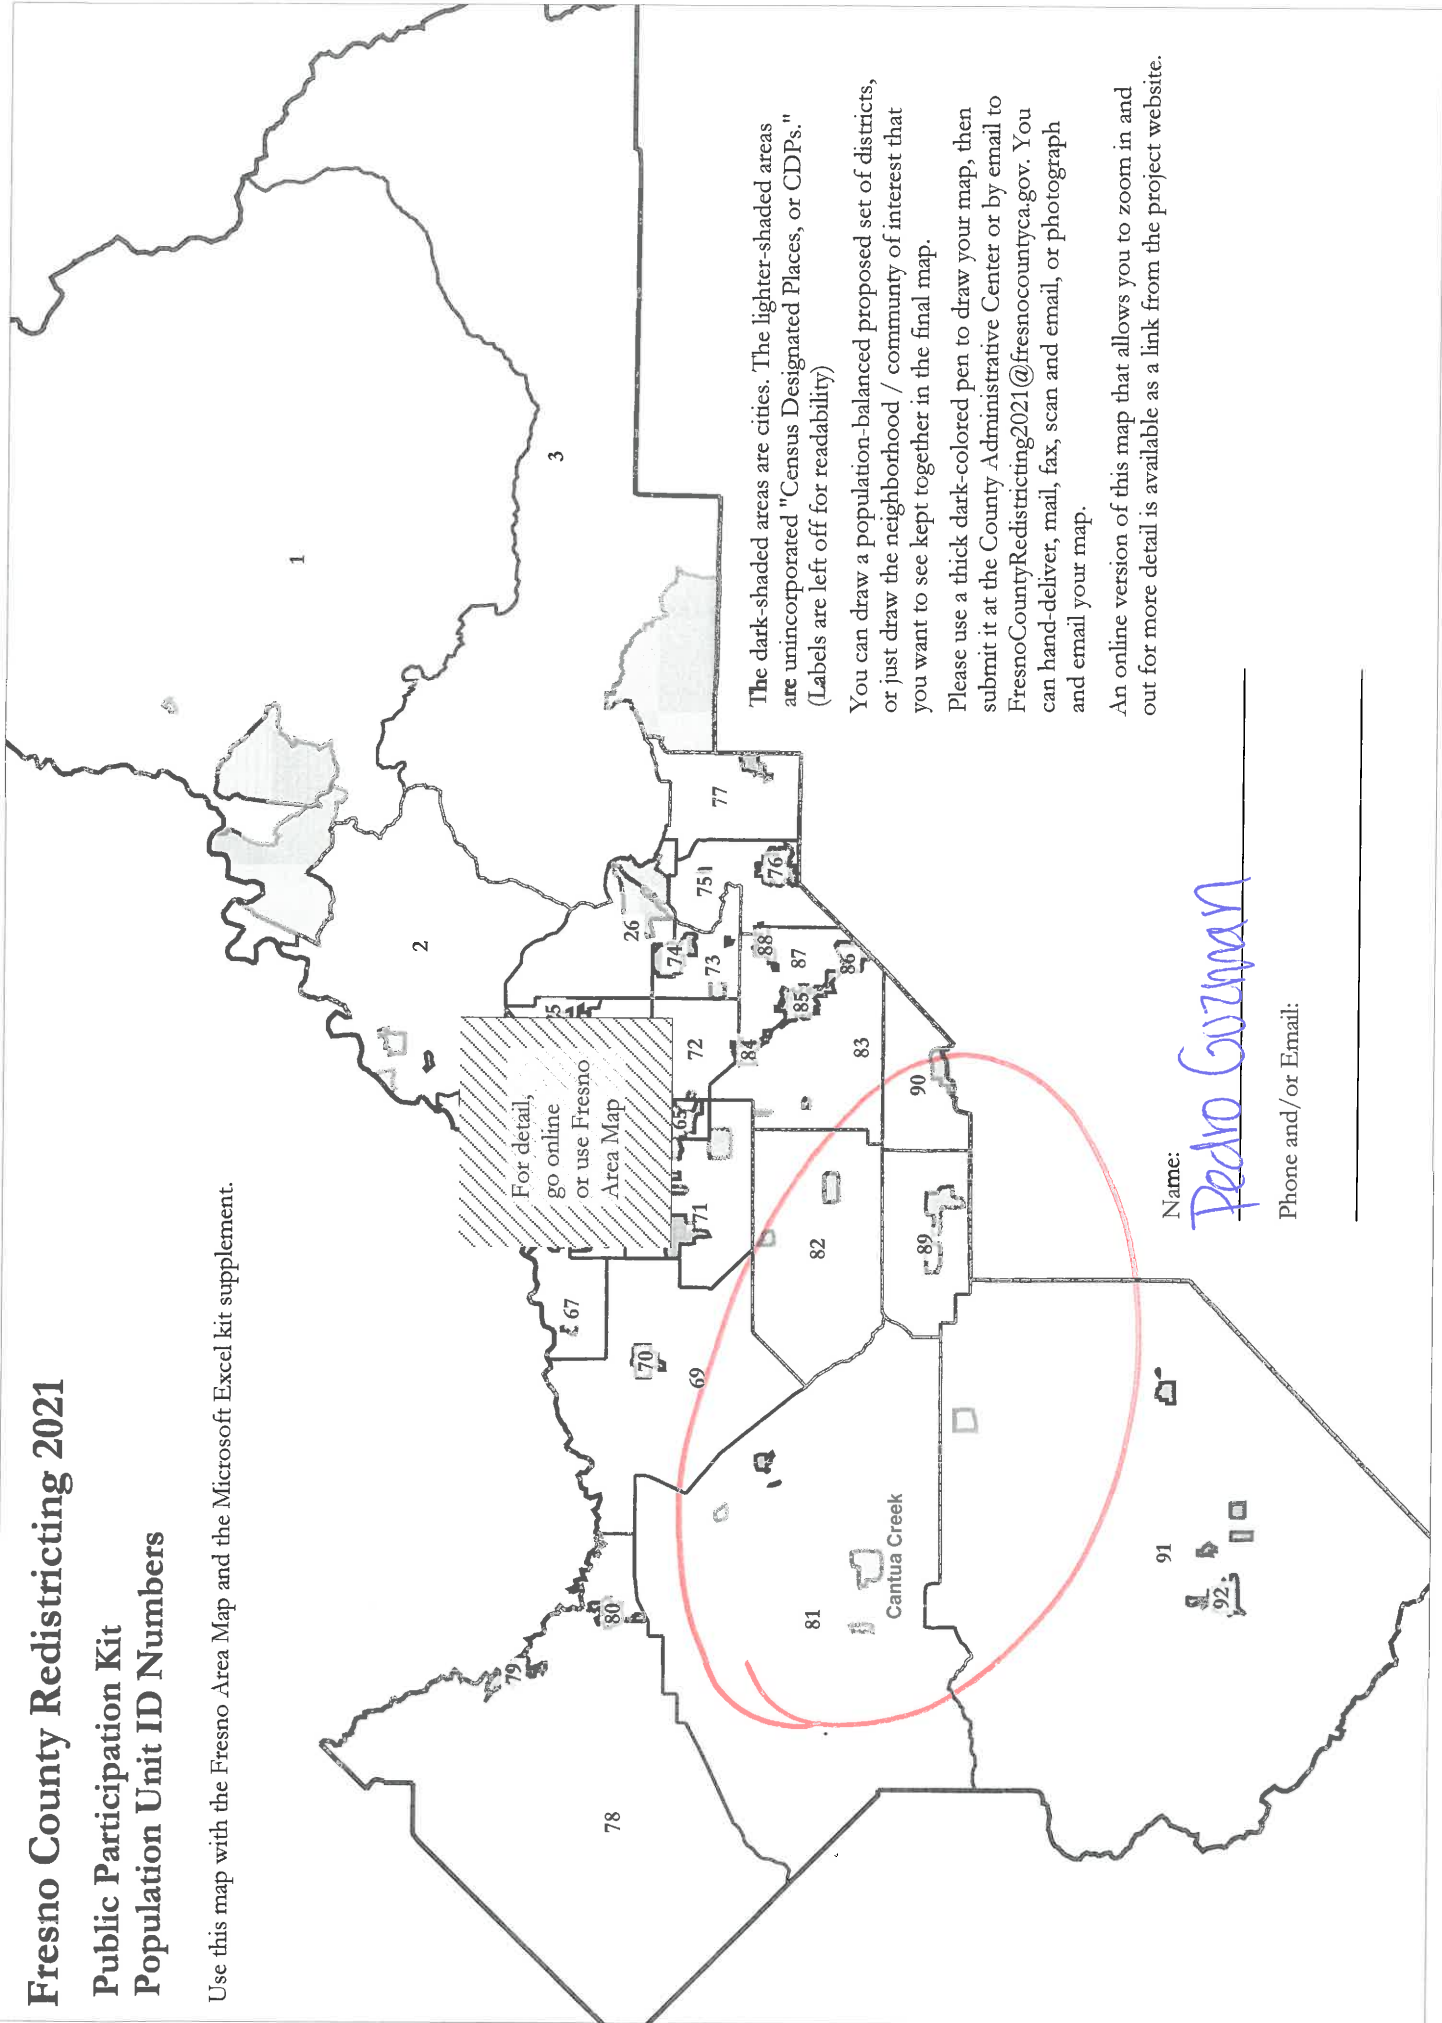 Fresno County Redistricting 2021
Public Participation Kit
Population Unit ID Numbers
Use this map with the Fresno Area Map and the Microsoft Excel kit supplement.
1
2
3
For detail,
go online
or use Fresno
Area Map
26
65
67
69
70
71
72
73
74
75
76
77
78
79
80
81
82
83
84
85
86
87
88
89
90
91
92
Cantua Creek
The dark-shaded areas are cities. The lighter-shaded areas
are unincorporated "Census Designated Places, or CDPs."
(Labels are left off for readability)
You can draw a population-balanced proposed set of districts,
or just draw the neighborhood / community of interest that
you want to see kept together in the final map.
Please use a thick dark-colored pen to draw your map, then
submit it at the County Administrative Center or by email to
FresnoCountyRedistricting2021@fresnocountyca.gov. You
can hand-deliver, mail, fax, scan and email, or photograph
and email your map.
An online version of this map that allows you to zoom in and
out for more detail is available as a link from the project website.
Name:
Pedro Guzman
Phone and/or Email: